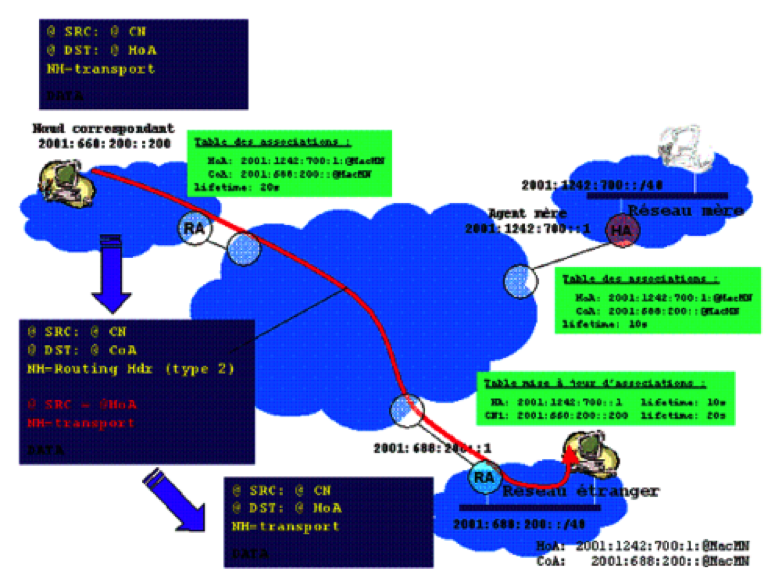 @ SRC: @ CN
@ DST: @ HoA
NH=transport
DATA
Nœud correspondant
2001:660:200::200
Table des associations :
HoA: 2001:1242:700:1:@MacMN
CoA: 2001:688:200::@MacMN
lifetime: 20s
RA
2001:1242:700::/48
Réseau mère
Agent mère
2001:1242:700::1
HA
Table des associations :
HoA: 2001:1242:700:1:@MacMN
CoA: 2001:688:200::@MacMN
lifetime: 10s
@ SRC: @ CN
@ DST: @ CoA
NH=Routing Hdr (type 2)
@ SRC = @HoA
NH=transport
DATA
Table mise à jour d'associations :
HA: 2001:1242:700::1 lifetime: 10s
CN1: 2001:660:200::200 lifetime: 20s
2001:688:200::1
RA
Réseau étranger
2001:688:200::/48
@ SRC: @ CN
@ DST: @ HoA
NH=transport
DATA
HoA: 2001:1242:700:1:@MacMN
CoA: 2001:688:200::@MacMN